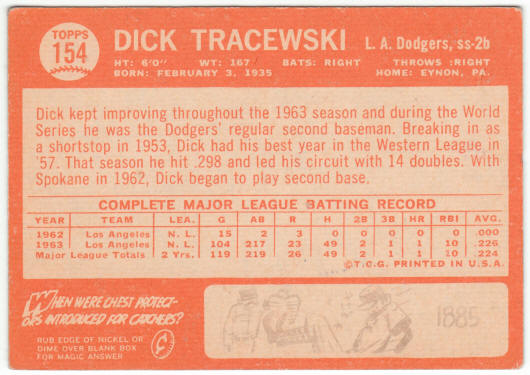 TOPPS
154
DICK TRACEWSKI
L. A. Dodgers, ss-2b
HT: 6'0" WT: 167 BATS: RIGHT THROWS :RIGHT
BORN: FEBRUARY 3, 1935 HOME: EYNON, PA.
Dick kept improving throughout the 1963 season and during the World
Series he was the Dodgers' regular second baseman. Breaking in as
a shortstop in 1953, Dick had his best year in the Western League in
'57. That season he hit .298 and led his circuit with 14 doubles. With
Spokane in 1962, Dick began to play second base.
COMPLETE MAJOR LEAGUE BATTING RECORD
YEAR TEAM LEA. G AB R H 2B 3B HR RBI AVG.
1962 Los Angeles N. L. 15 2 3 0 0 0 0 0 .000
1963 Los Angeles N. L. 104 217 23 49 2 1 1 10 .226
Major League Totals 2 Yrs. 119 219 26 49 2 1 1 10 .224
©T.C.G. PRINTED IN U.S.A.
WHEN WERE CHEST PROTECT-
ORS INTRODUCED FOR CATCHERS?
RUB EDGE OF NICKEL OR
DIME OVER BLANK BOX
FOR MAGIC ANSWER
1885